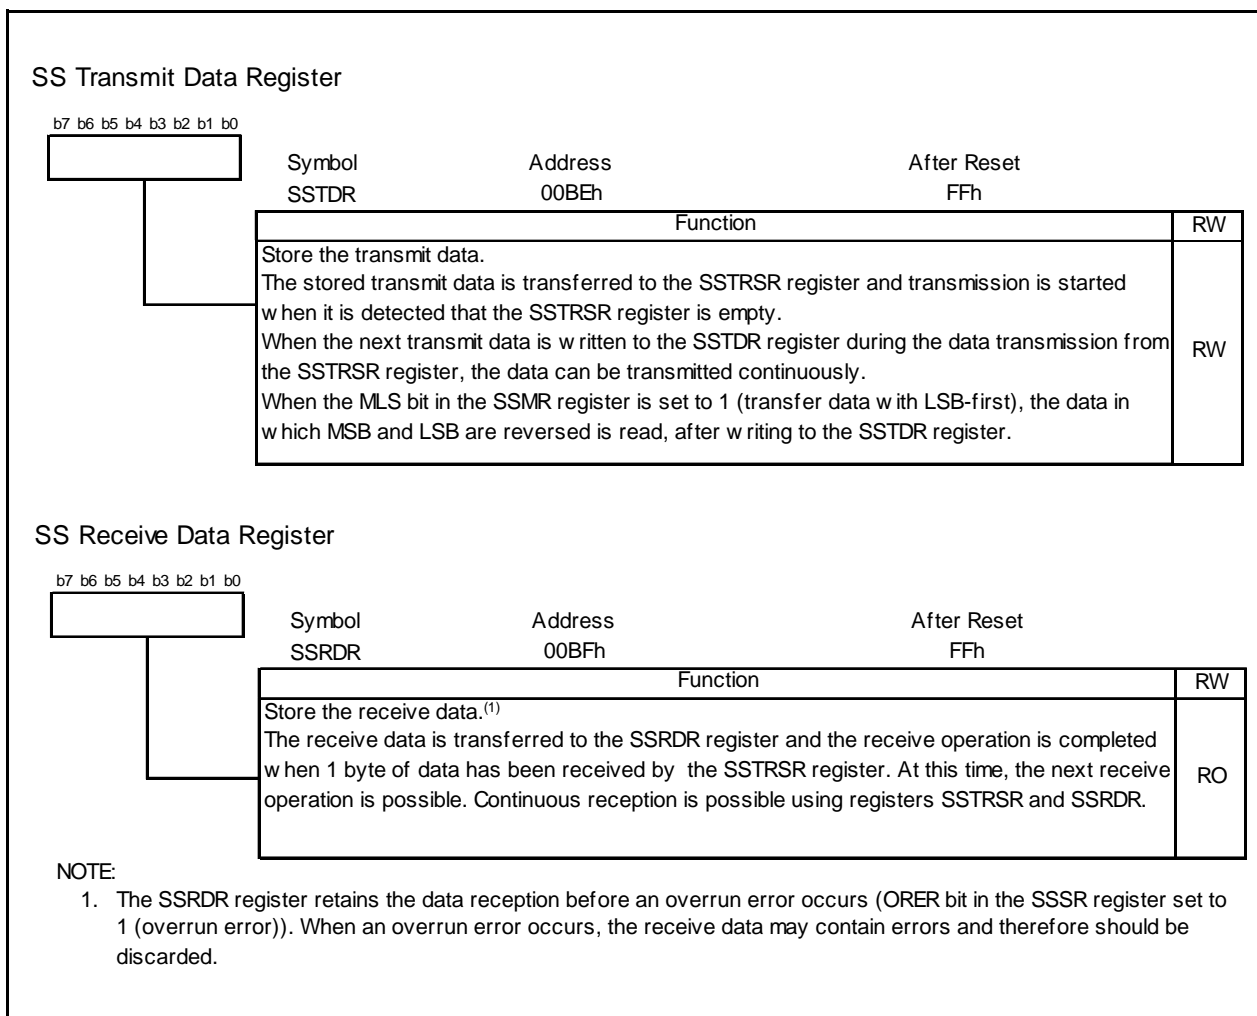 SS Transmit Data Register
b7 b6 b5 b4 b3 b2 b1 b0
Symbol Address After Reset
SSTDR 00BEh FFh
Function RW
Store the transmit data.
The stored transmit data is transferred to the SSTRSR register and transmission is started
when it is detected that the SSTRSR register is empty.
When the next transmit data is written to the SSTDR register during the data transmission from
the SSTRSR register, the data can be transmitted continuously.
When the MLS bit in the SSMR register is set to 1 (transfer data with LSB-first), the data in
which MSB and LSB are reversed is read, after writing to the SSTDR register.
RW
SS Receive Data Register
b7 b6 b5 b4 b3 b2 b1 b0
Symbol Address After Reset
SSRDR 00BFh FFh
Function RW
Store the receive data.(1)
The receive data is transferred to the SSRDR register and the receive operation is completed
when 1 byte of data has been received by the SSTRSR register. At this time, the next receive
operation is possible. Continuous reception is possible using registers SSTRSR and SSRDR.
RO
NOTE:
1. The SSRDR register retains the data reception before an overrun error occurs (ORER bit in the SSSR register set to
1 (overrun error)). When an overrun error occurs, the receive data may contain errors and therefore should be
discarded.